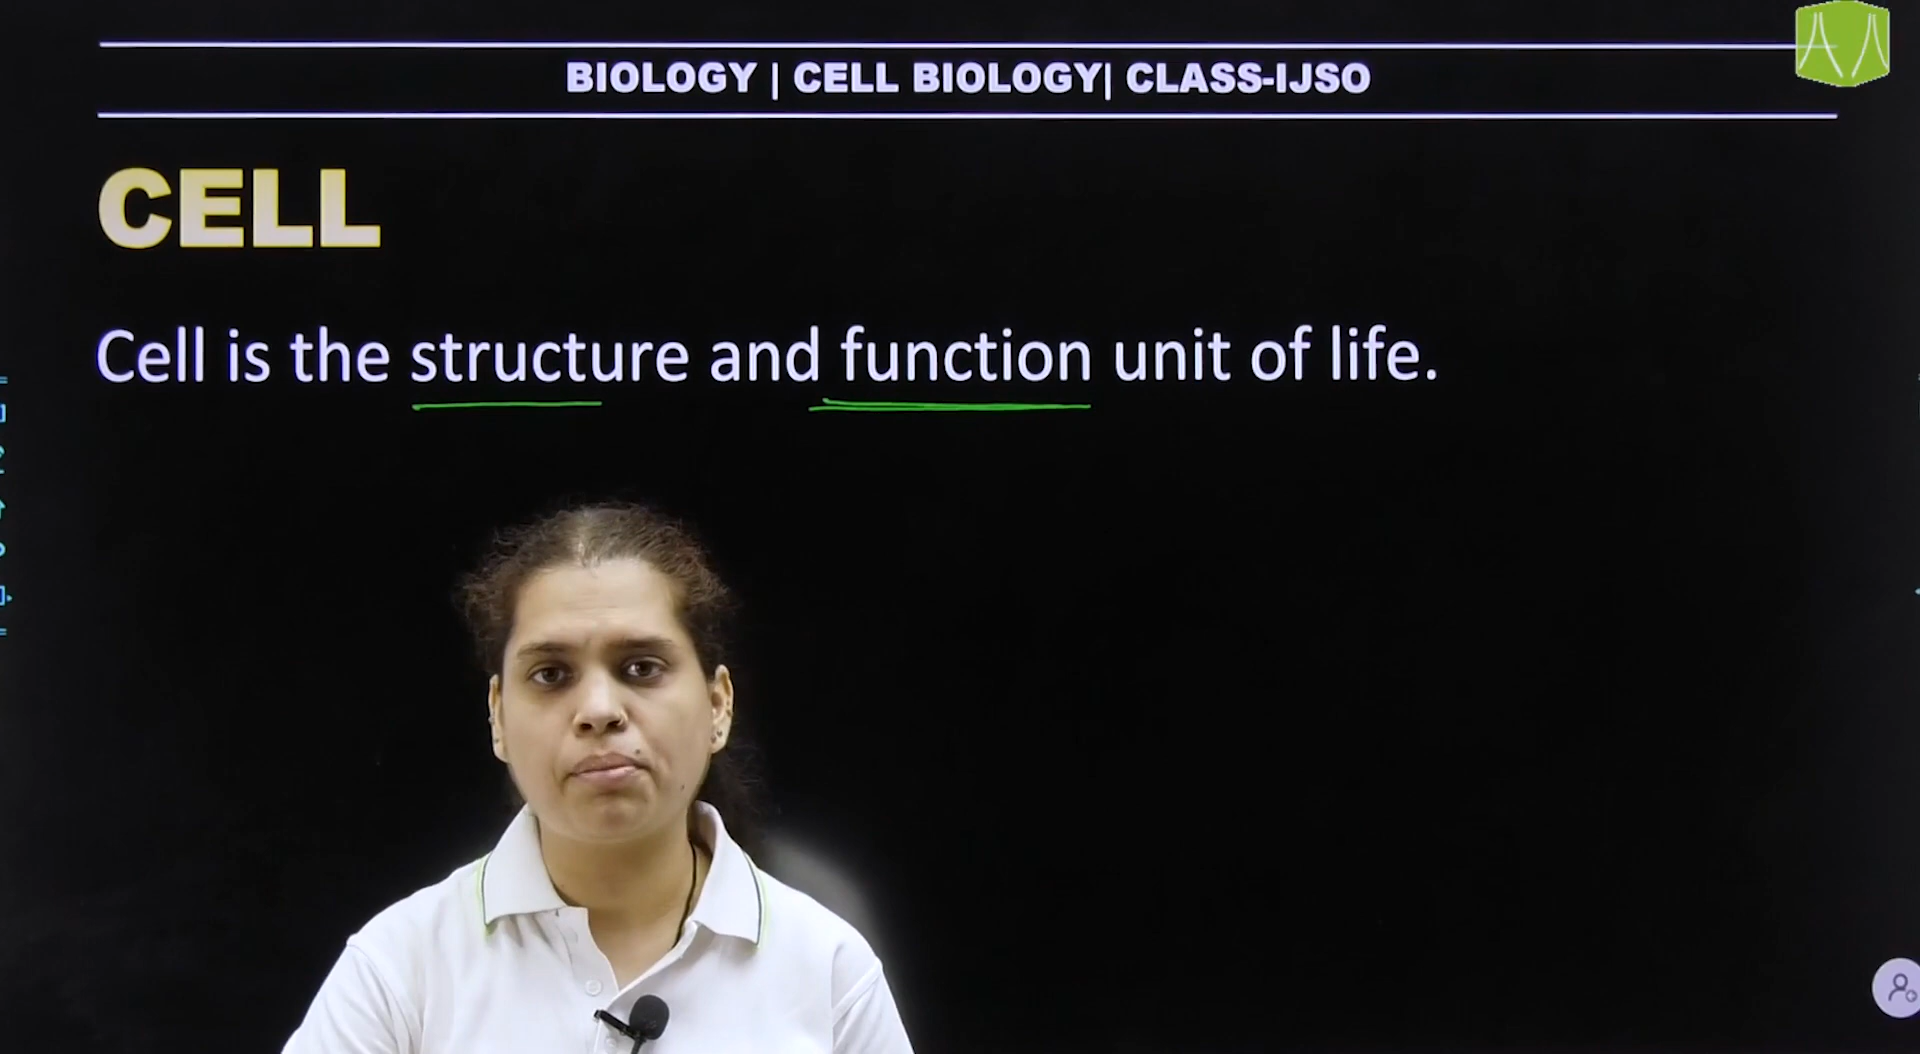 BIOLOGY | CELL BIOLOGY| CLASS-IJSO
CELL
Cell is the structure and function unit of life.